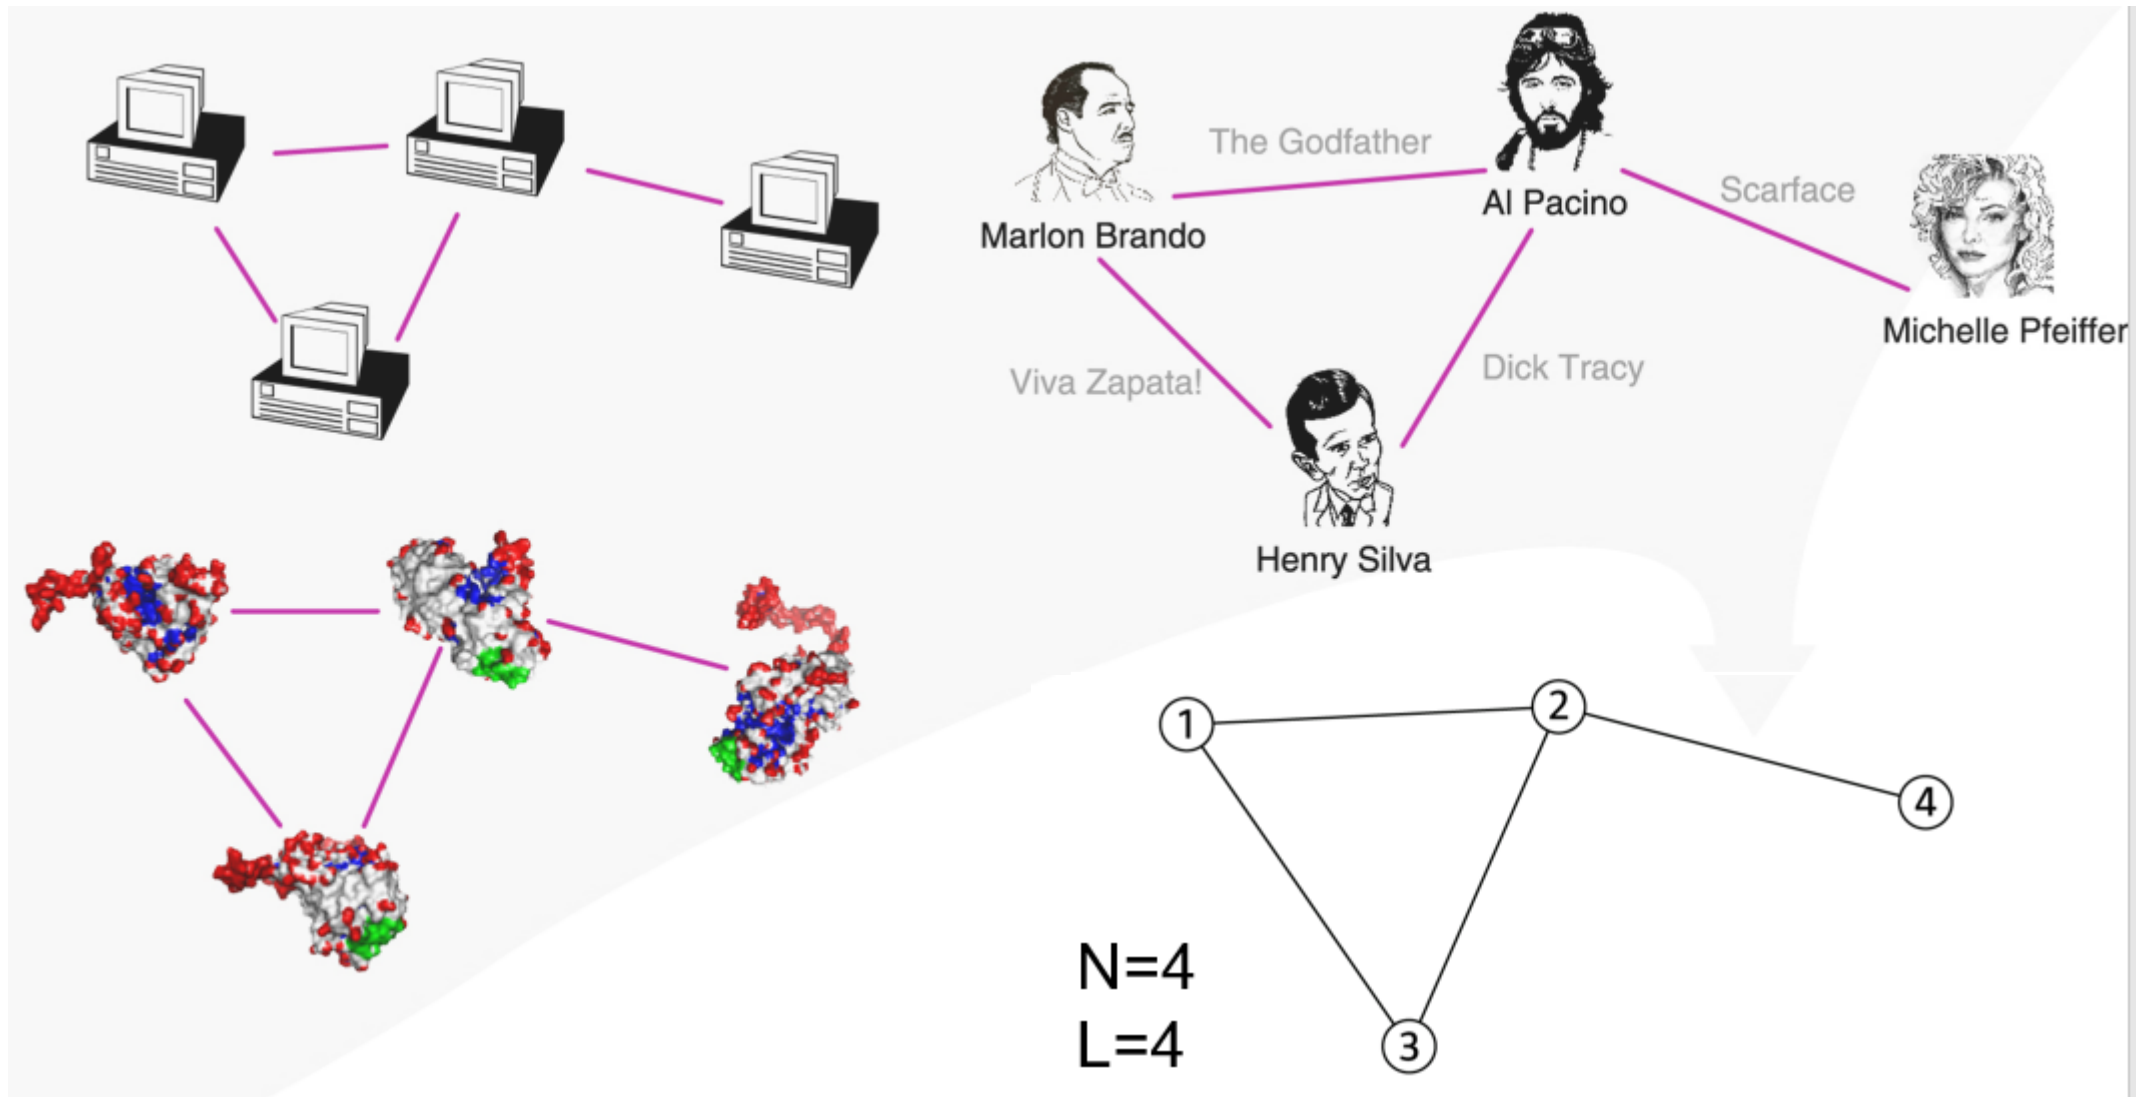 The Godfather
Al Pacino
Scarface
Marlon Brando
Michelle Pfeiffer
Viva Zapata!
Dick Tracy
Henry Silva
1
2
4
3
N=4
L=4